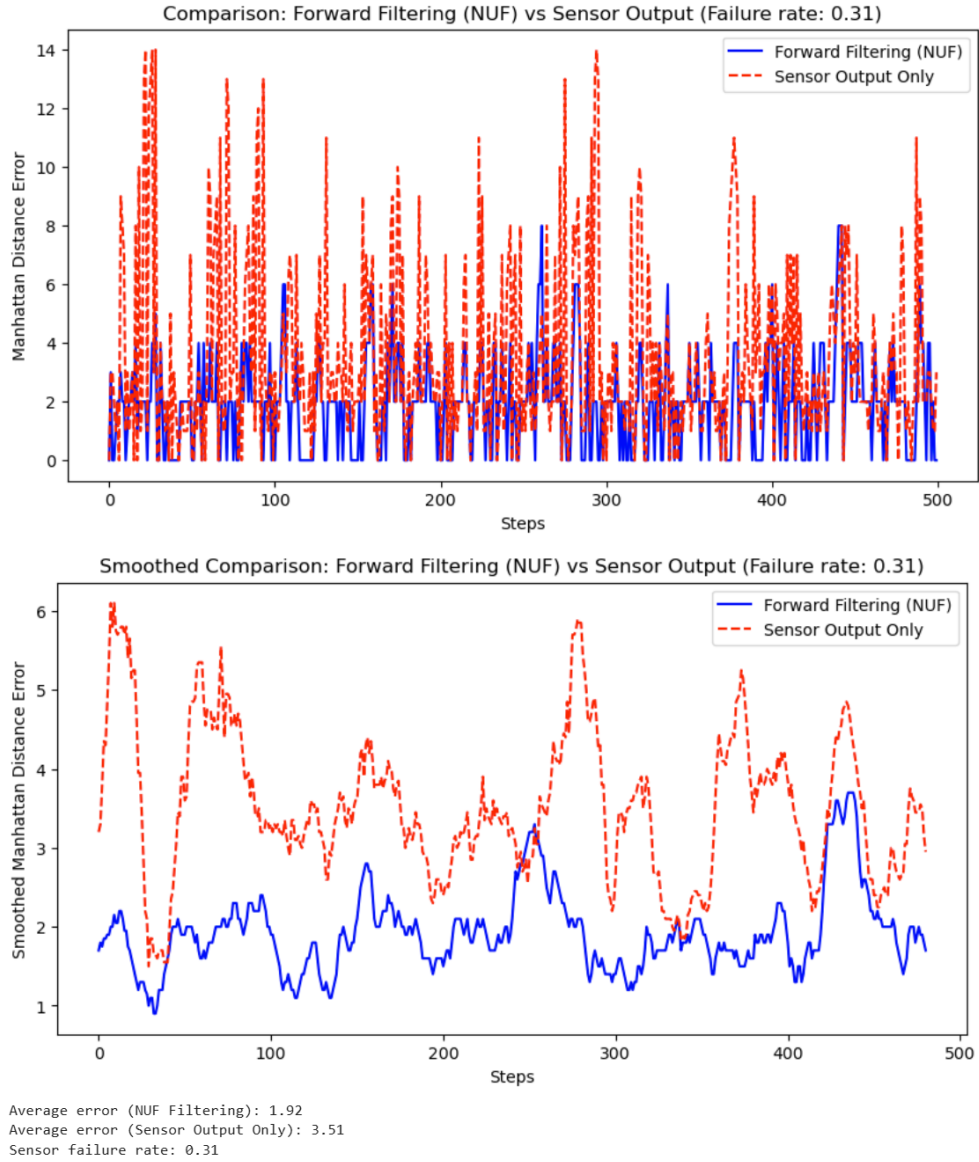 Comparison: Forward Filtering (NUF) vs Sensor Output (Failure rate: 0.31)
Forward Filtering (NUF)
Sensor Output Only
Manhattan Distance Error
14
12
10
8
6
4
2
0
0 100 200 300 400 500
Steps
Smoothed Comparison: Forward Filtering (NUF) vs Sensor Output (Failure rate: 0.31)
Forward Filtering (NUF)
Sensor Output Only
Smoothed Manhattan Distance Error
6
5
4
3
2
1
0 100 200 300 400 500
Steps
Average error (NUF Filtering): 1.92
Average error (Sensor Output Only): 3.51
Sensor failure rate: 0.31